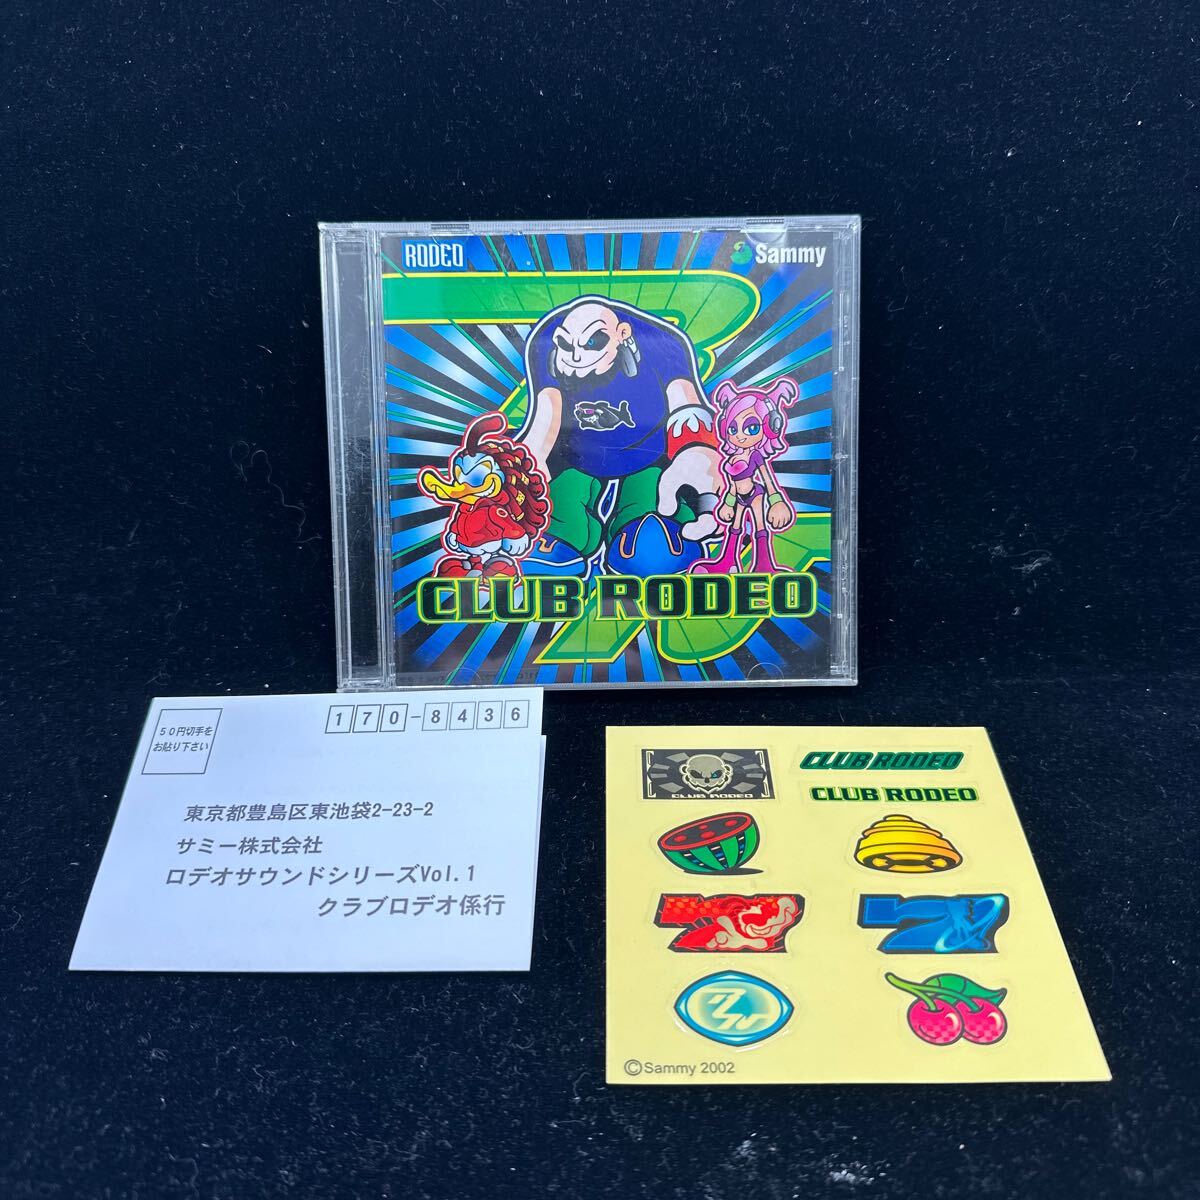 RODEO
Sammy
CLUB RODEO
50円切手を
お貼り下さい
170-8436
東京都豊島区東池袋2-23-2
サミー株式会社
ロデオサウンドシリーズVol.1
クラブロデオ係行
CLUB RODEO
CLUB RODEO
CLUB RODEO
©Sammy 2002